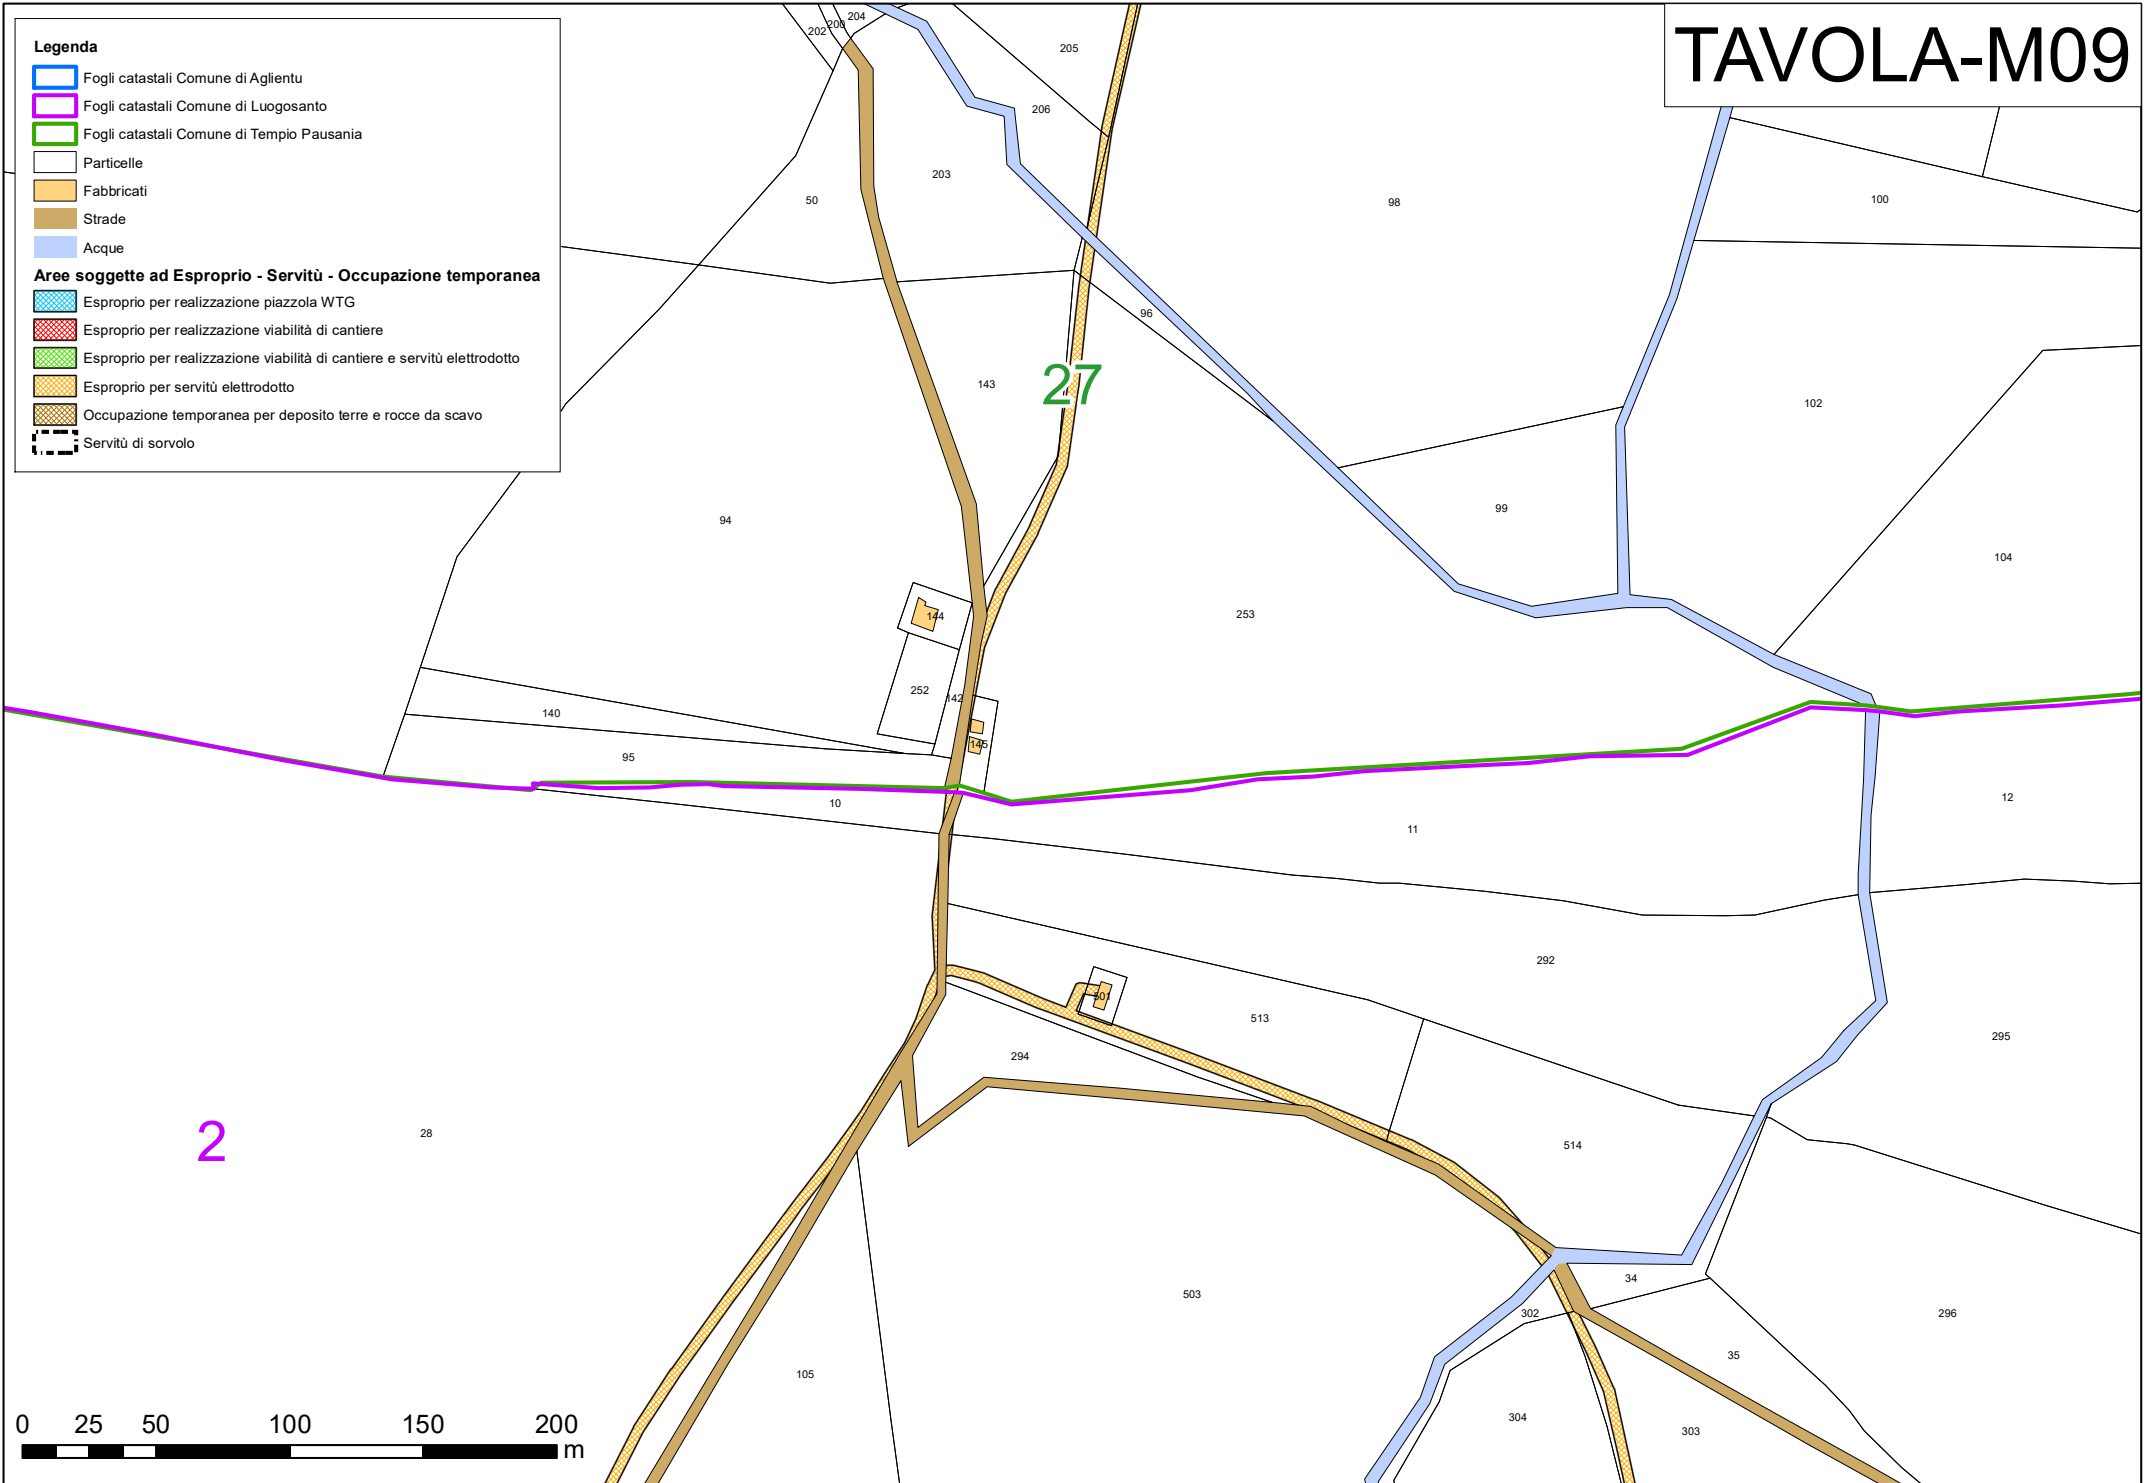 TAVOLA-M09
Legenda
Fogli catastali Comune di Aglientu
Fogli catastali Comune di Luogosanto
Fogli catastali Comune di Tempio Pausania
Particelle
Fabbricati
Strade
Acque
Aree soggette ad Esproprio - Servitù - Occupazione temporanea
Esproprio per realizzazione piazzola WTG
Esproprio per realizzazione viabilità di cantiere
Esproprio per realizzazione viabilità di cantiere e servitù elettrodotto
Esproprio per servitù elettrodotto
Occupazione temporanea per deposito terre e rocce da scavo
Servitù di sorvolo
204
200
202
205
206
203
50
98
100
96
143
27
102
99
94
104
253
144
252
142
140
145
95
10
12
11
292
501
513
295
294
2
28
514
34
503
302
296
35
105
304
303
0 25 50 100 150 200
m